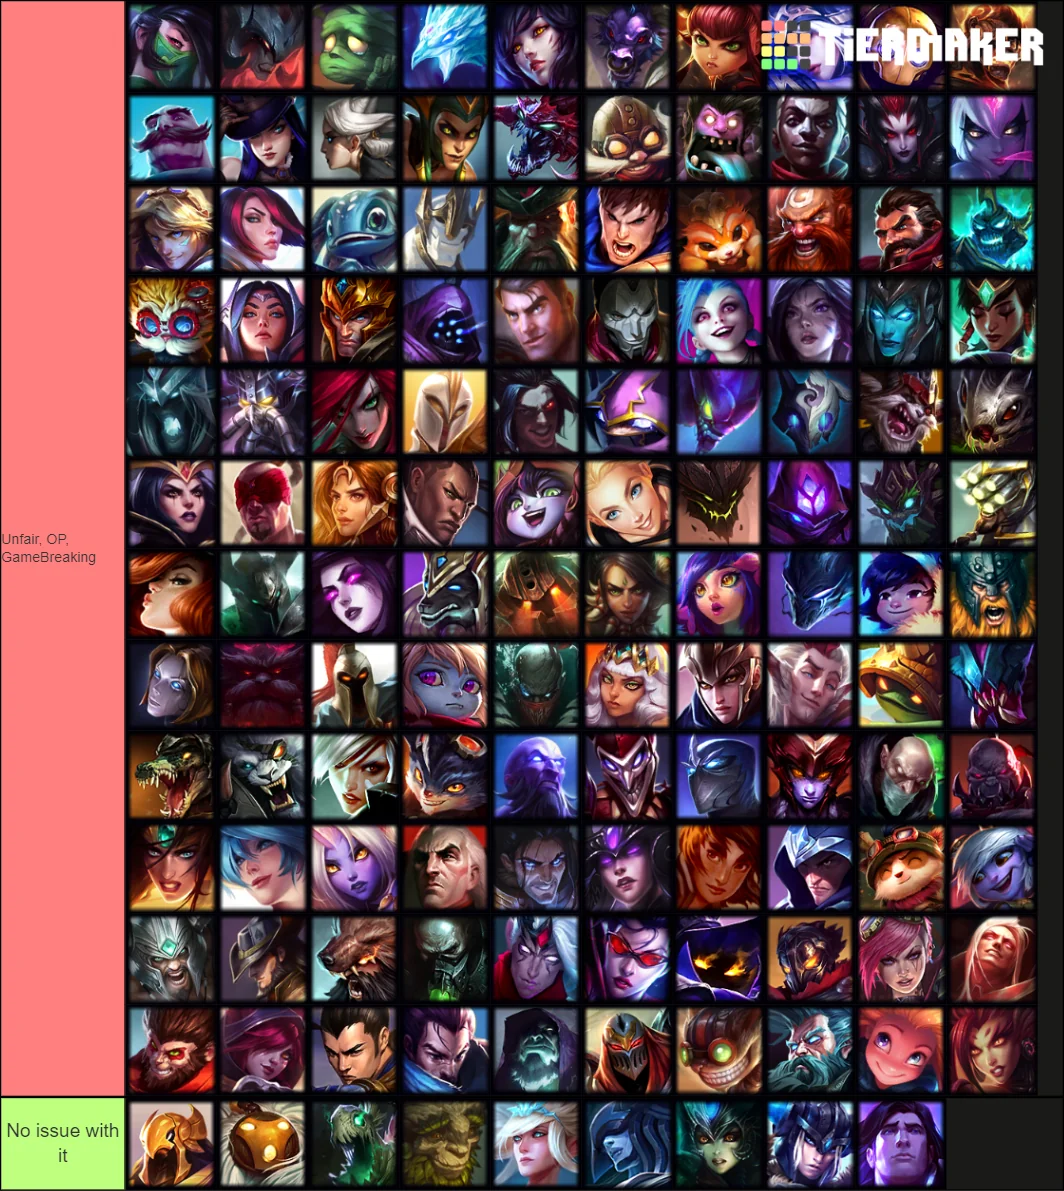 TIERMAKER
Unfair, OP,
GameBreaking
No issue with
it